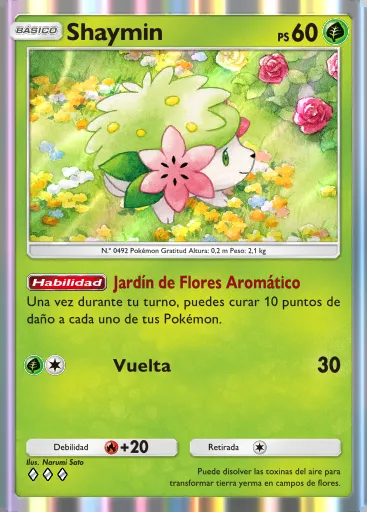 BÁSICO Shaymin PS 60
N.º 0492 Pokémon Gratitud Altura: 0,2 m Peso: 2,1 kg
Habilidad Jardín de Flores Aromático
Una vez durante tu turno, puedes curar 10 puntos de
daño a cada uno de tus Pokémon.
Vuelta 30
Debilidad +20 Retirada
Ilus. Narumi Sato
Puede disolver las toxinas del aire para
transformar tierra yerma en campos de flores.